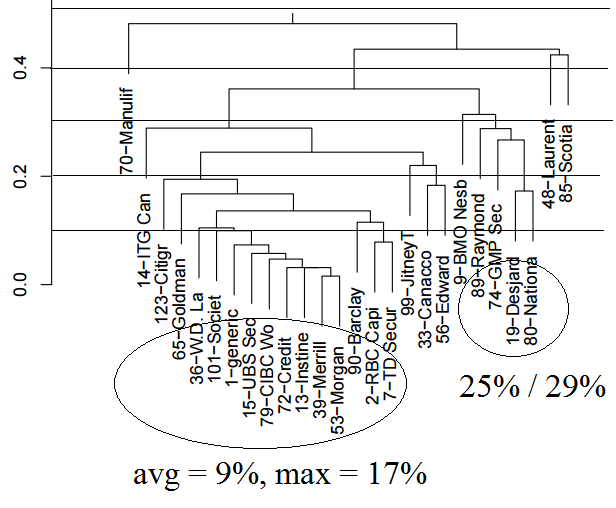 0.4
0.2
0.0
70−Manulif
14−ITG Can
123−Citigr
65−Goldman
36−W.D. La
101−Societ
1−generic
15−UBS Sec
79−CIBC Wo
72−Credit
13−Instine
39−Merrill
53−Morgan
90−Barclay
2−RBC Capi
7−TD Secur
99−JitneyT
33−Canacco
56−Edward
9−BMO Nesb
89−Raymond
74−GMP Sec
19−Desjard
80−Nationa
48−Laurent
85−Scotia
25% / 29%
avg = 9%, max = 17%